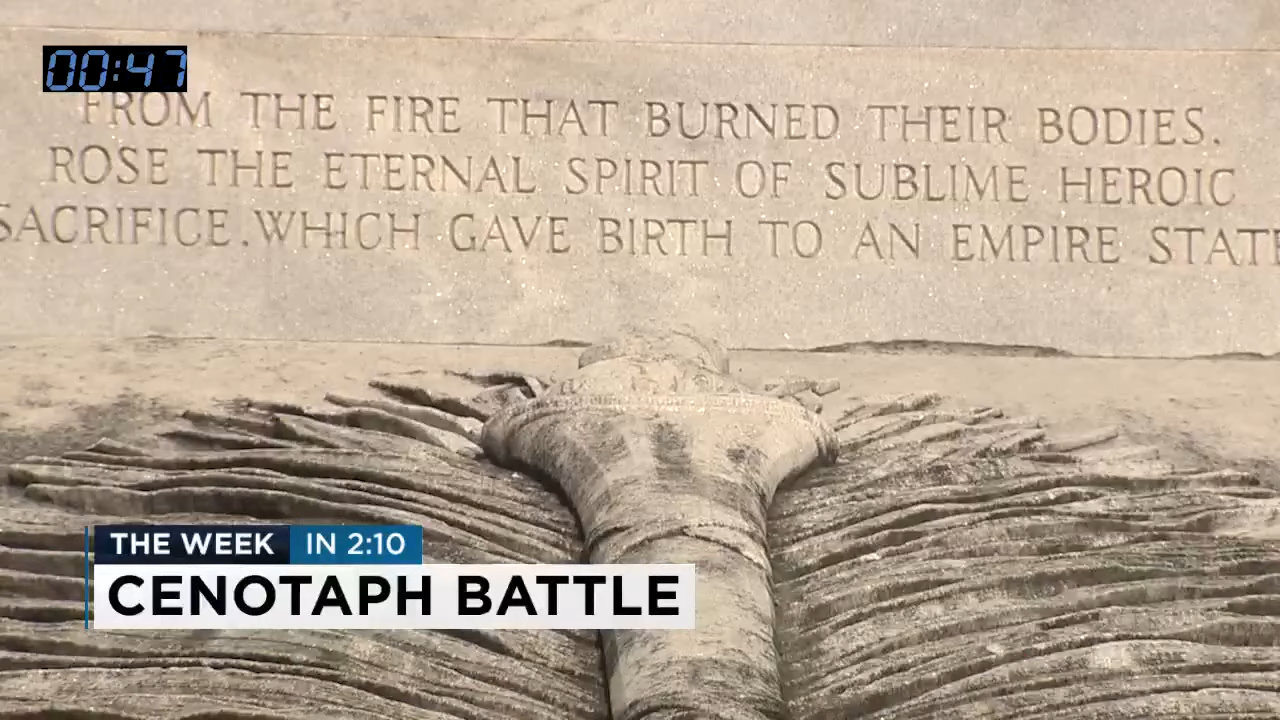 00:47
FROM THE FIRE THAT BURNED THEIR BODIES.
ROSE THE ETERNAL SPIRIT OF SUBLIME HEROIC
SACRIFICE. WHICH GAVE BIRTH TO AN EMPIRE STATE
THE WEEK IN 2:10
CENOTAPH BATTLE